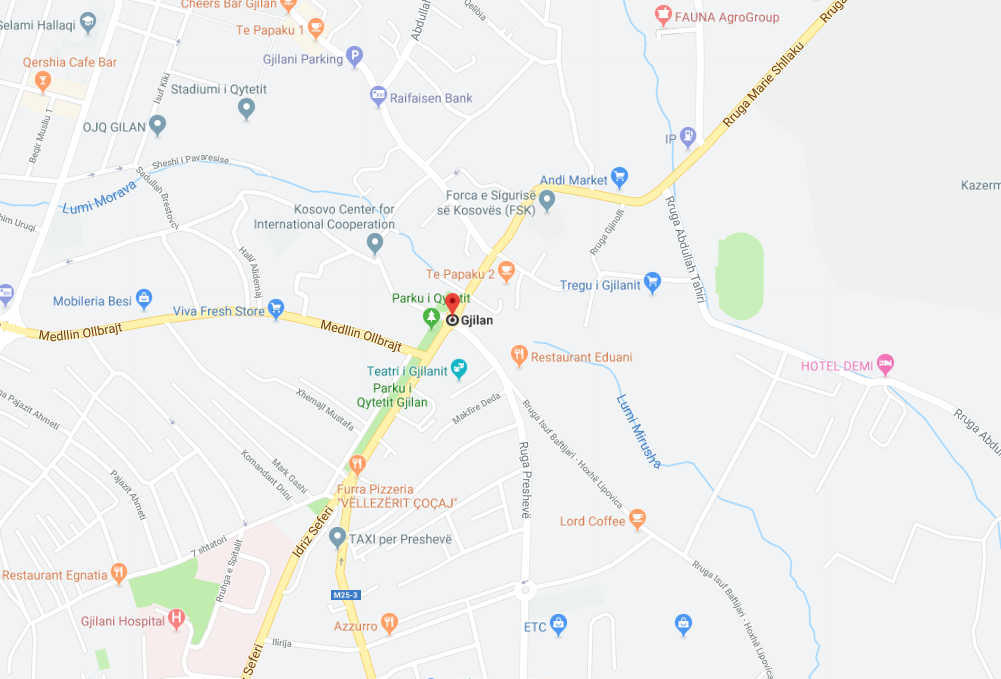 Cheers Bar Gjilan
Abdullah
Qellbia
Rruga
FAUNA AgroGroup
Selami Hallaqi
Te Papaku 1
Gjilani Parking
Qershia Cafe Bar
Isuf Kiki
Rruga Marie Shllaku
Stadiumi i Qytetit
Raifaisen Bank
OJQ GILAN
Beqir Musliu 1
IP
Sheshi i Pavaresise
Andi Market
Kazerm
Lumi Morava
Sadullah Brestovci
Forca e Sigurisë
së Kosovës (FSK)
Kosovo Center for
International Cooperation
him Uruqi
Rruga Gjinolli
Rruga Abdullah Tahiri
Halil Alidemaj
Te Papaku 2
Tregu i Gjilanit
Mobileria Besi
Parku i Qytetit
Viva Fresh Store
Gjilan
Medllin Ollbrajt
Medllin Ollbrajt
Restaurant Eduani
Teatri i Gjilanit
HOTEL DEMI
Parku i
Qytetit Gjilan
Pajazit Ahmeti
Xhemajl Mustafa
Makfire Deda
Lumi Mirusha
Rruga Isuf Baftijari - Hoxhë Lipovica
Rruga Abdu
Ruga Preshevë
Mark Gashi
Komandant Drini
Pajazit Ahmeti
Furra Pizzeria
"VËLLEZËRIT ÇOÇAJ"
Idriz Seferi
Lord Coffee
TAXI per Preshevë
7 shtatori
Rruhga e Spitalit
Restaurant Egnatia
M25-3
Rruga Isuf Baftijari - Hoxhë Lipovica
Gjilani Hospital
Azzurro
ETC
Ilirija
Seferi